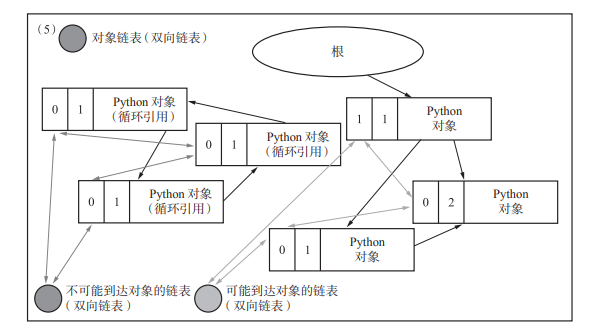 (5)
对象链表(双向链表)
根
0 1 Python 对象
(循环引用)
1 1 Python
对象
0 1 Python 对象
(循环引用)
0 1 Python 对象
(循环引用)
0 2 Python
对象
0 1 Python
对象
不可能到达对象的链表
(双向链表)
可能到达对象的链表
(双向链表)